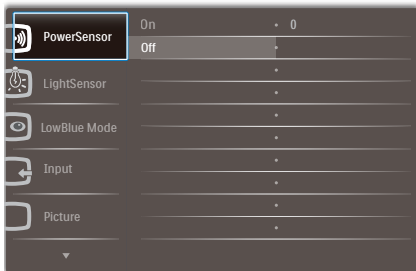 PowerSensor
On 0
Off
LightSensor
LowBlue Mode
Input
Picture